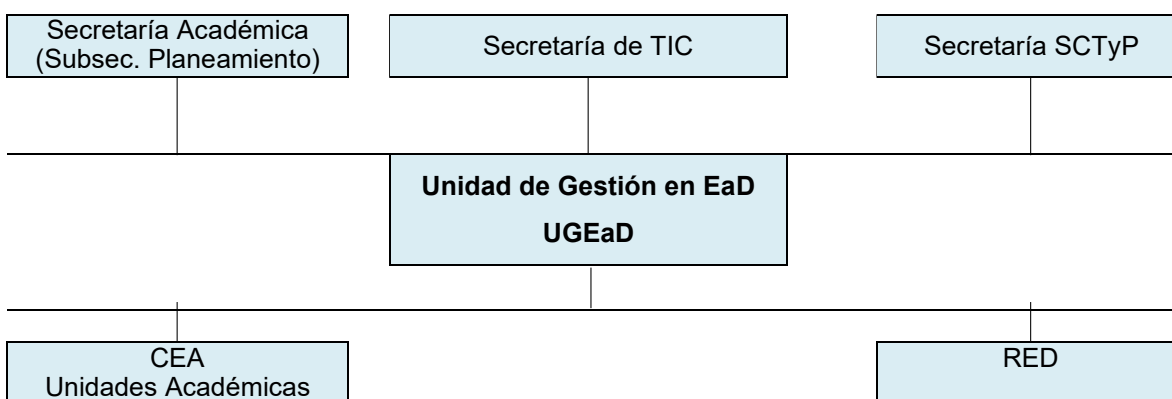 Secretaría Académica
(Subsec. Planeamiento)
Secretaría de TIC
Secretaría SCTyP
Unidad de Gestión en EaD
UGEaD
CEA
Unidades Académicas
RED